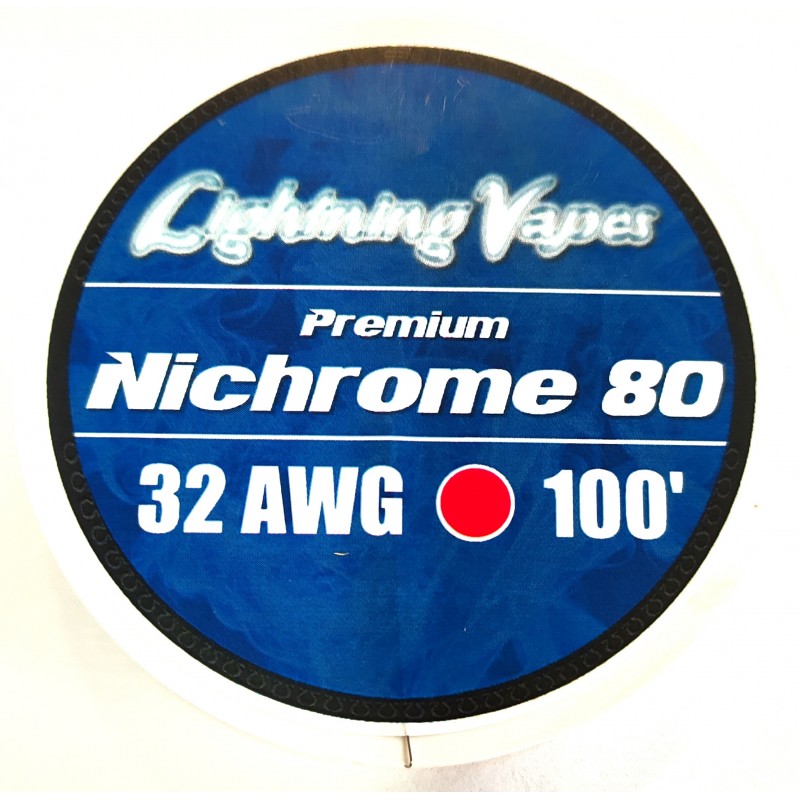 Lightning Vapes
Premium
Nichrome 80
32 AWG 100'